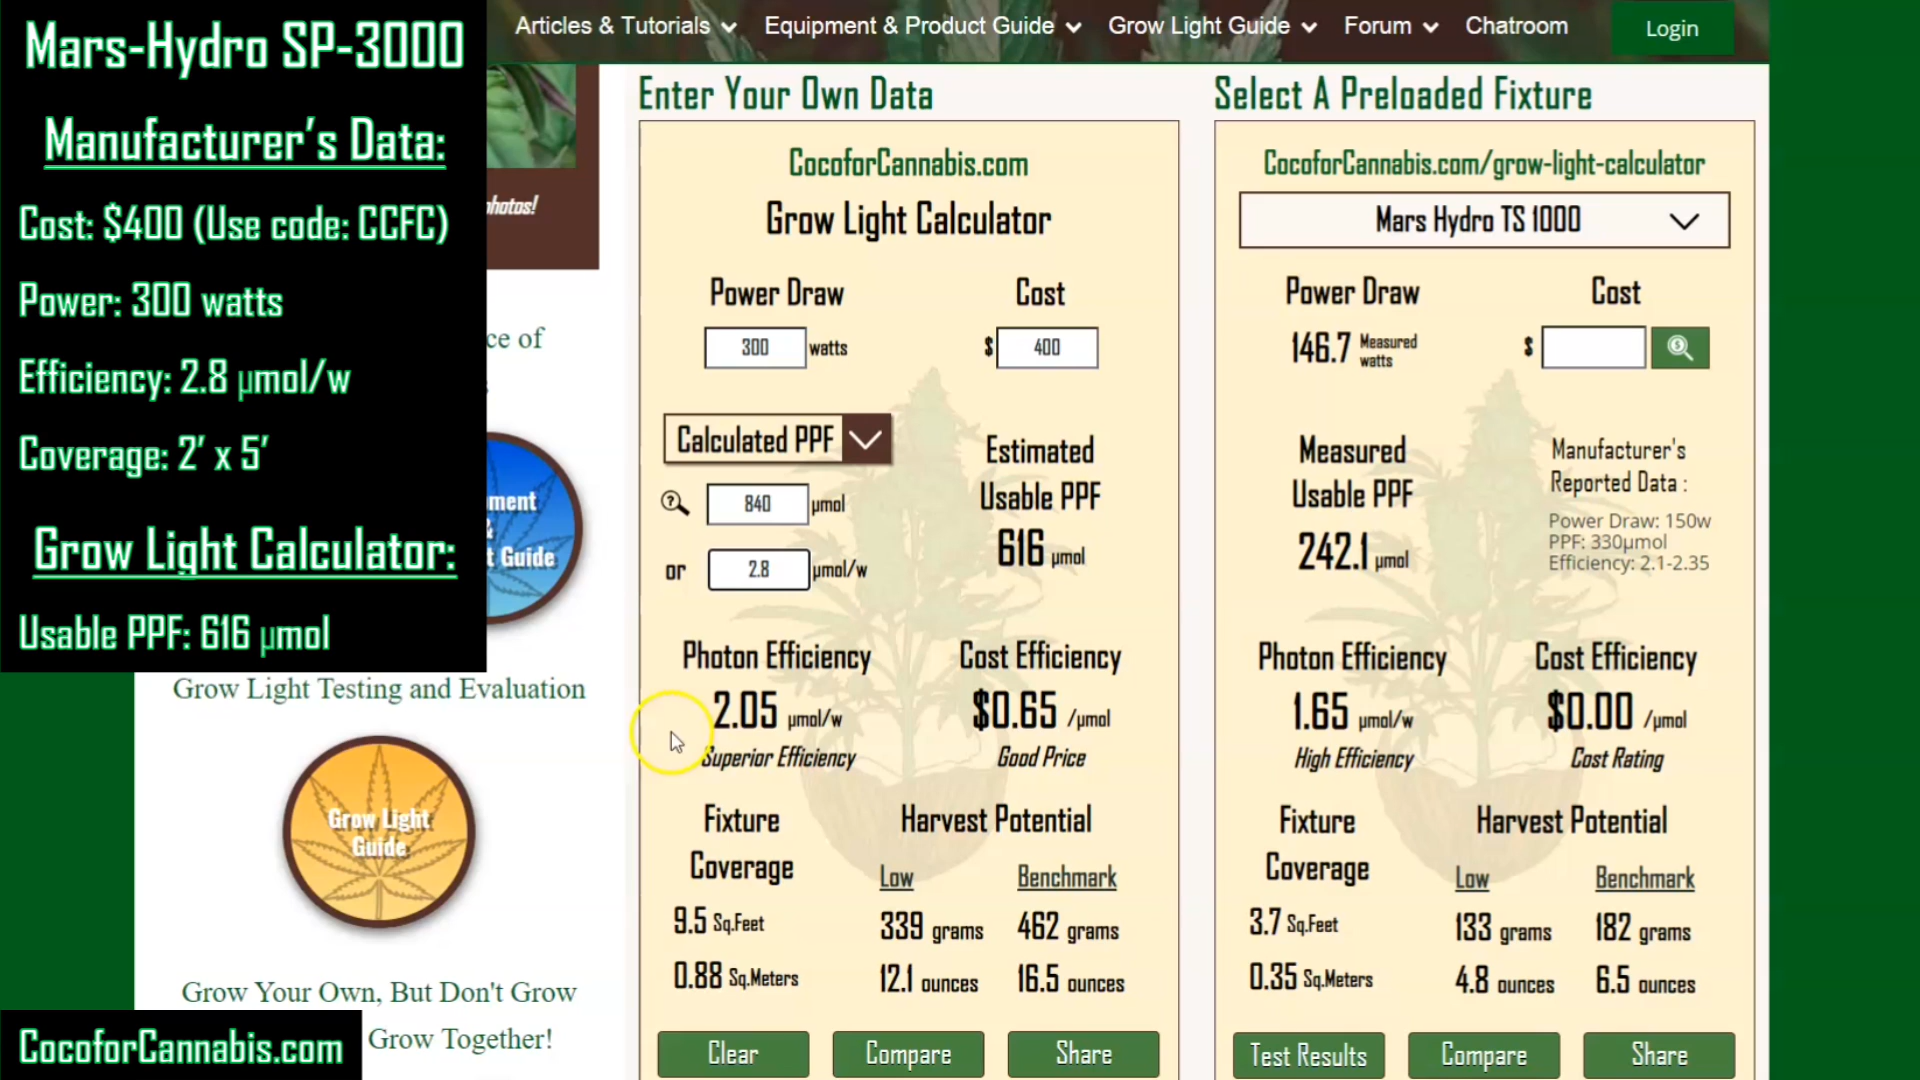 Mars-Hydro SP-3000
Manufacturer's Data:
Cost: $400 (Use code: CCFC)
Power: 300 watts
Efficiency: 2.8 µmol/w
Coverage: 2' x 5'
Grow Light Calculator:
Usable PPF: 616 µmol
Articles & Tutorials
Equipment & Product Guide
Grow Light Guide
Forum
Chatroom
Login
photos!
ce of
ment
&
t Guide
Grow Light Testing and Evaluation
Grow Light
Guide
Grow Your Own, But Don't Grow
Grow Together!
CocoforCannabis.com
Enter Your Own Data
CocoforCannabis.com
Grow Light Calculator
Power Draw
300 watts
Cost
$ 400
Calculated PPF
840 µmol
or 2.8 µmol/w
Estimated
Usable PPF
616 µmol
Photon Efficiency
2.05 µmol/w
Superior Efficiency
Cost Efficiency
$0.65 /µmol
Good Price
Fixture
Coverage
9.5 Sq.Feet
0.88 Sq.Meters
Harvest Potential
Low Benchmark
339 grams 462 grams
12.1 ounces 16.5 ounces
Clear Compare Share
Select A Preloaded Fixture
CocoforCannabis.com/grow-light-calculator
Mars Hydro TS 1000
Power Draw
146.7 Measured
watts
Cost
$
Measured
Usable PPF
242.1 µmol
Manufacturer's
Reported Data :
Power Draw: 150w
PPF: 330µmol
Efficiency: 2.1-2.35
Photon Efficiency
1.65 µmol/w
High Efficiency
Cost Efficiency
$0.00 /µmol
Cost Rating
Fixture
Coverage
3.7 Sq.Feet
0.35 Sq.Meters
Harvest Potential
Low Benchmark
133 grams 182 grams
4.8 ounces 6.5 ounces
Test Results Compare Share